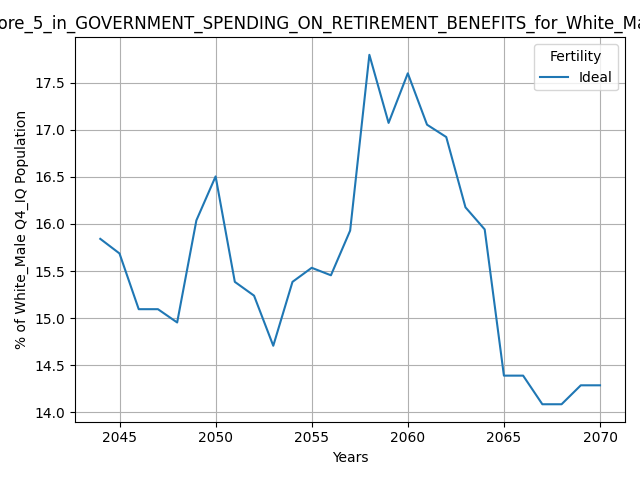 ore_5_in_GOVERNMENT_SPENDING_ON_RETIREMENT_BENEFITS_for_White_Ma
Fertility
Ideal
% of White_Male Q4_IQ Population
17.5
17.0
16.5
16.0
15.5
15.0
14.5
14.0
2045 2050 2055 2060 2065 2070
Years